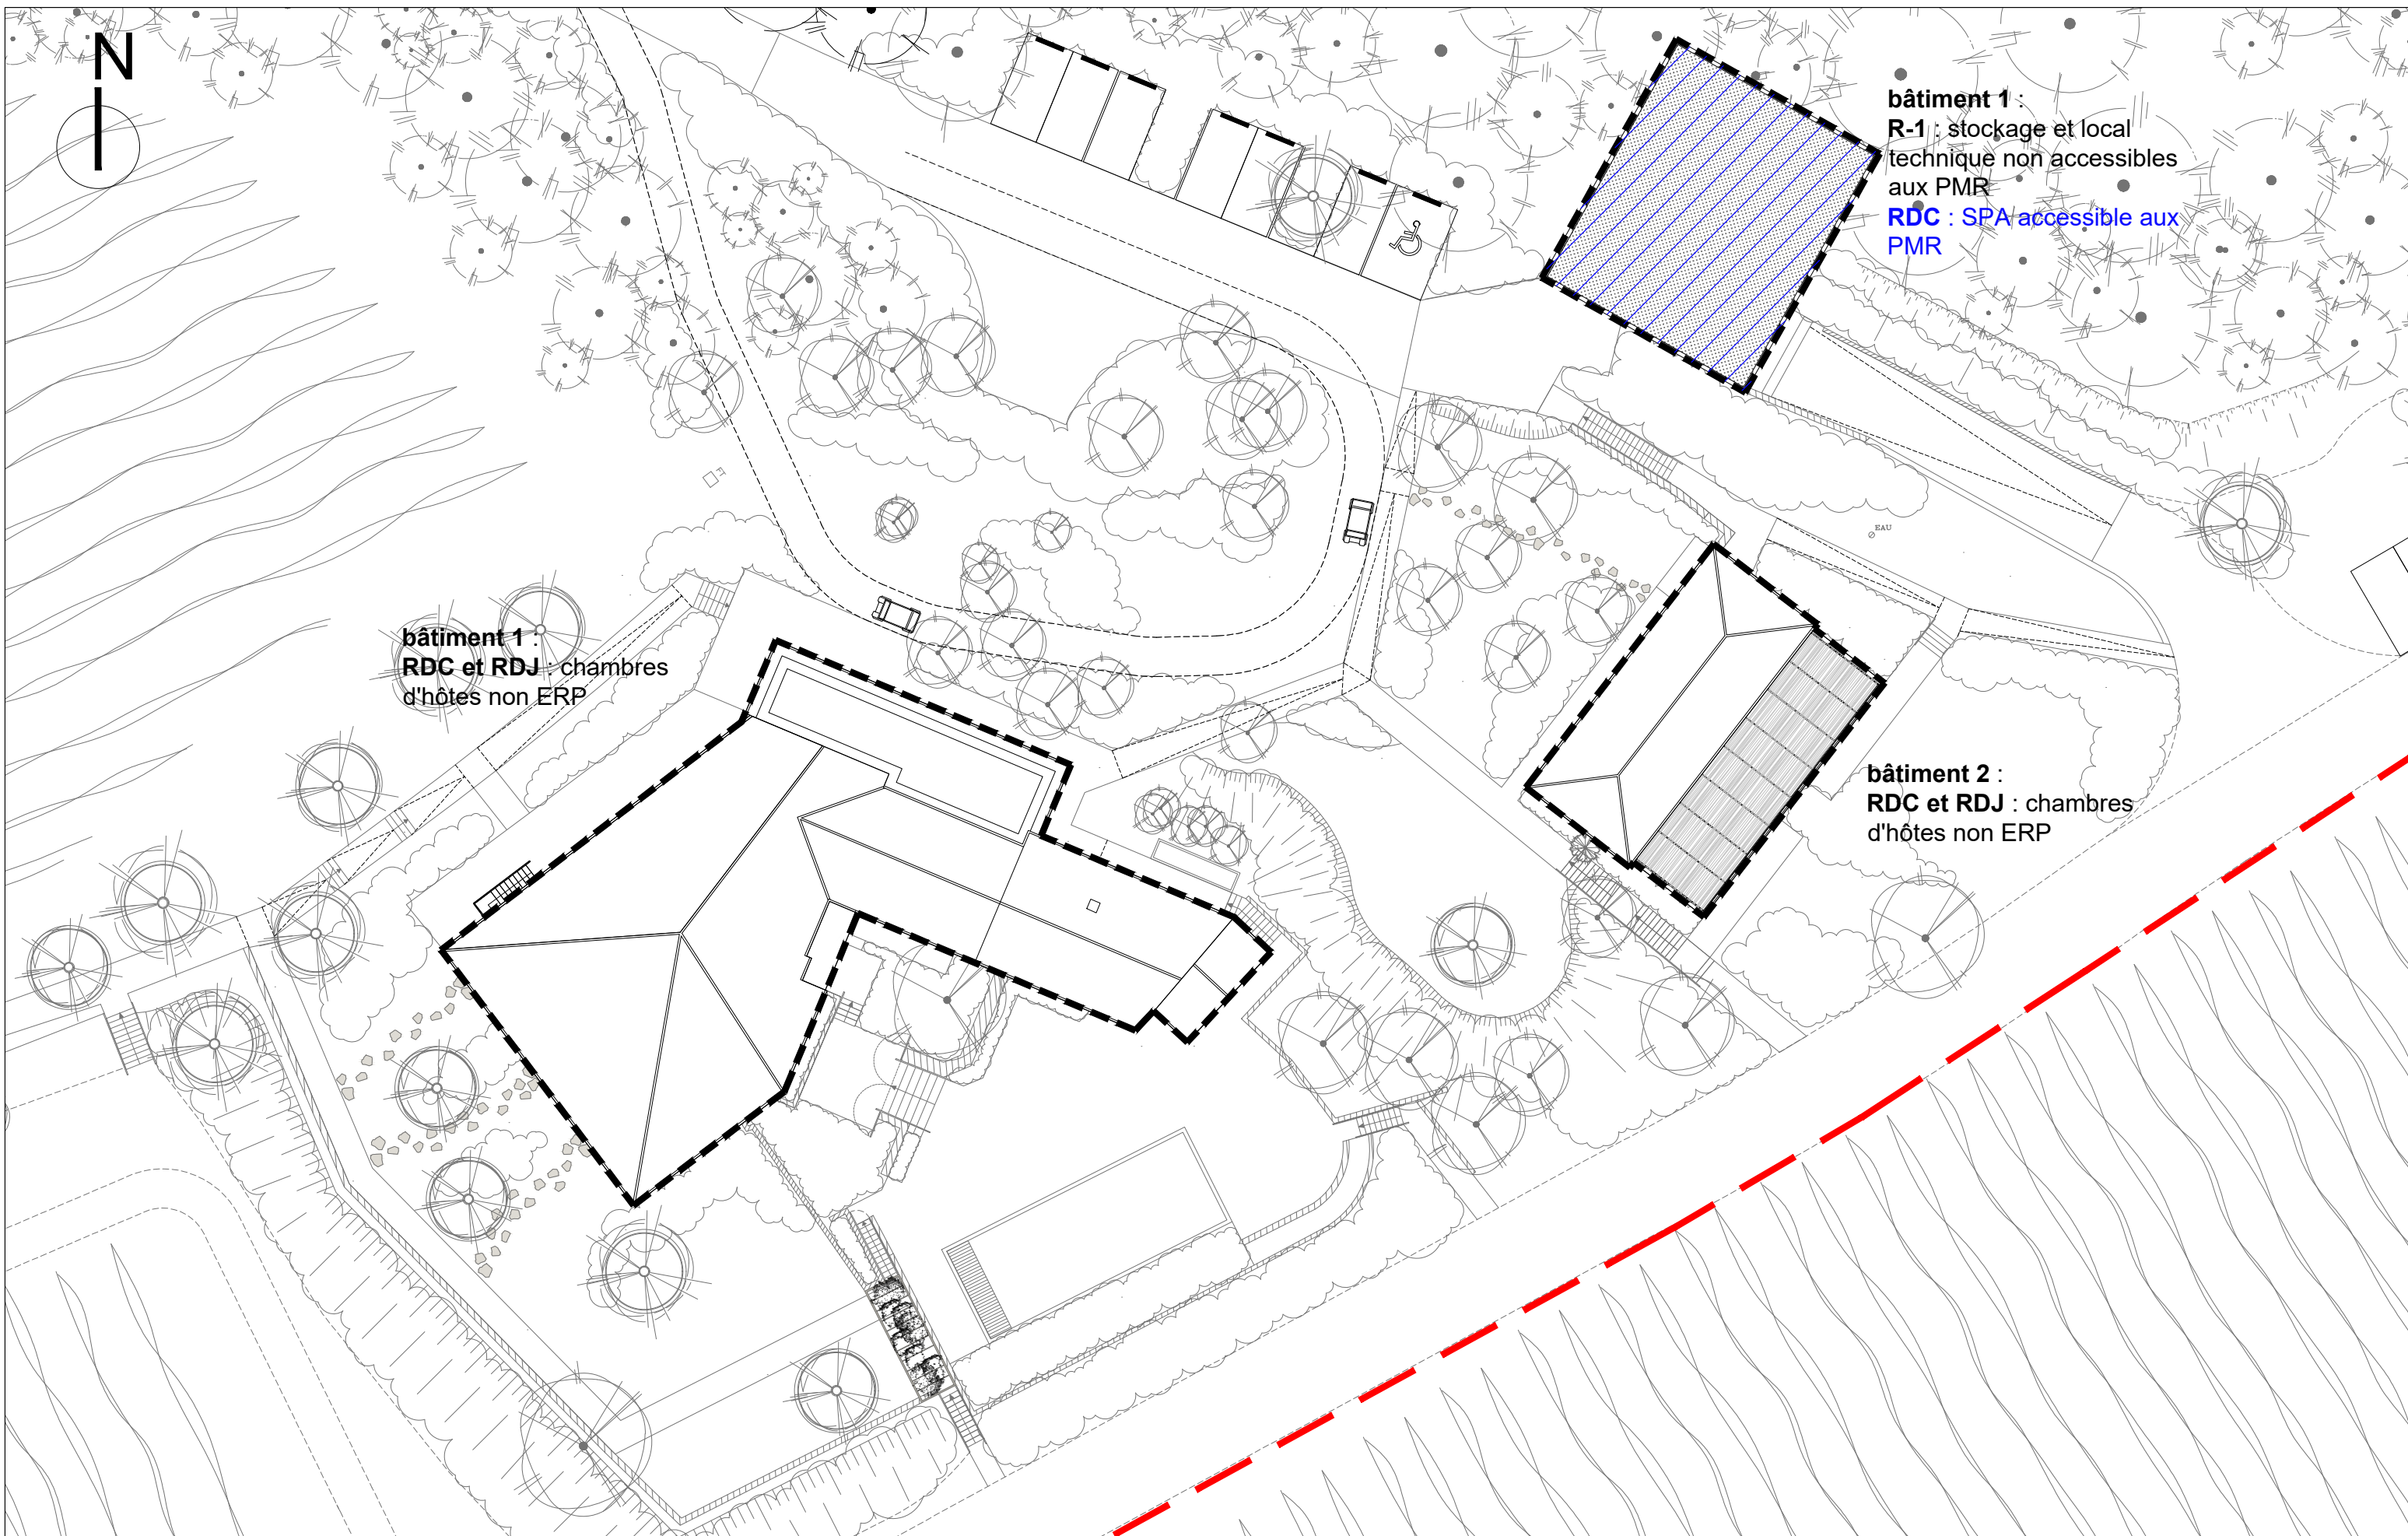 N
bâtiment 1 :
R-1 : stockage et local
technique non accessibles
aux PMR
RDC : SPA accessible aux
PMR
EAU
bâtiment 1 :
RDC et RDJ : chambres
d'hôtes non ERP
bâtiment 2 :
RDC et RDJ : chambres
d'hôtes non ERP